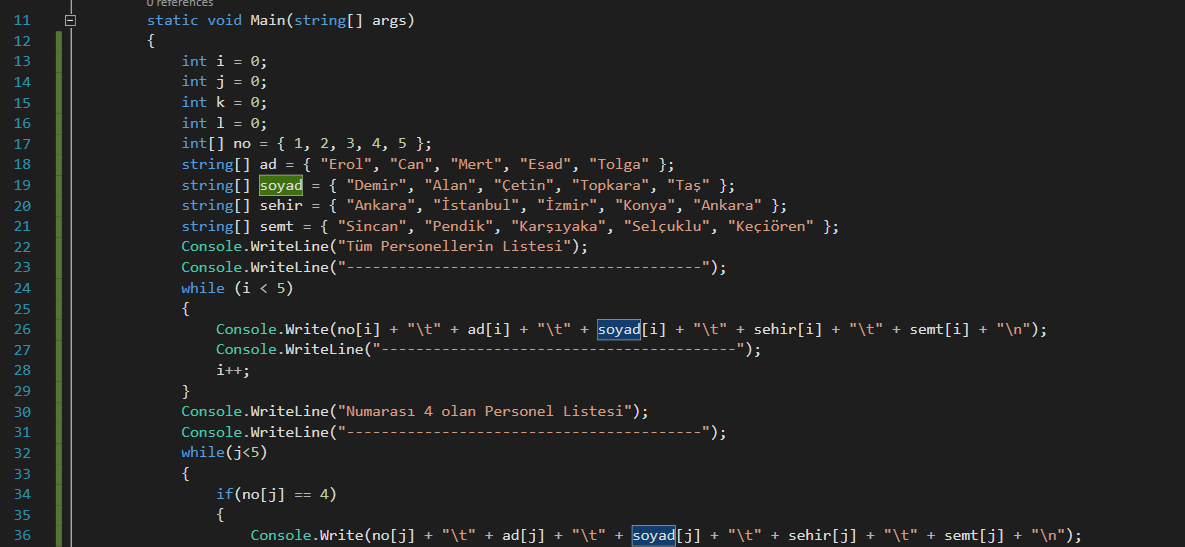 0 references
11 static void Main(string[] args)
12 {
13 int i = 0;
14 int j = 0;
15 int k = 0;
16 int l = 0;
17 int[] no = { 1, 2, 3, 4, 5 };
18 string[] ad = { "Erol", "Can", "Mert", "Esad", "Tolga" };
19 string[] soyad = { "Demir", "Alan", "Çetin", "Topkara", "Taş" };
20 string[] sehir = { "Ankara", "İstanbul", "İzmir", "Konya", "Ankara" };
21 string[] semt = { "Sincan", "Pendik", "Karşıyaka", "Selçuklu", "Keçiören" };
22 Console.WriteLine("Tüm Personellerin Listesi");
23 Console.WriteLine("-----------------------------------------");
24 while (i < 5)
25 {
26 Console.Write(no[i] + "\t" + ad[i] + "\t" + soyad[i] + "\t" + sehir[i] + "\t" + semt[i] + "\n");
27 Console.WriteLine("-----------------------------------------");
28 i++;
29 }
30 Console.WriteLine("Numarası 4 olan Personel Listesi");
31 Console.WriteLine("-----------------------------------------");
32 while(j<5)
33 {
34 if(no[j] == 4)
35 {
36 Console.Write(no[j] + "\t" + ad[j] + "\t" + soyad[j] + "\t" + sehir[j] + "\t" + semt[j] + "\n");